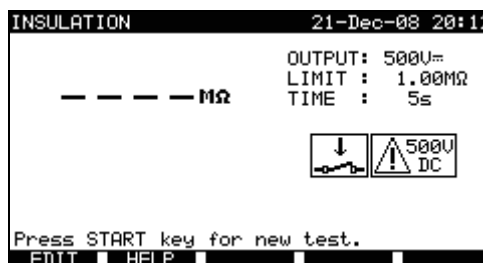 INSULATION 21-Dec-08 20:1
OUTPUT: 500V⎓
LIMIT : 1.00MΩ
– – – – MΩ TIME : 5s
500V
DC
Press START key for new test.
EDIT HELP